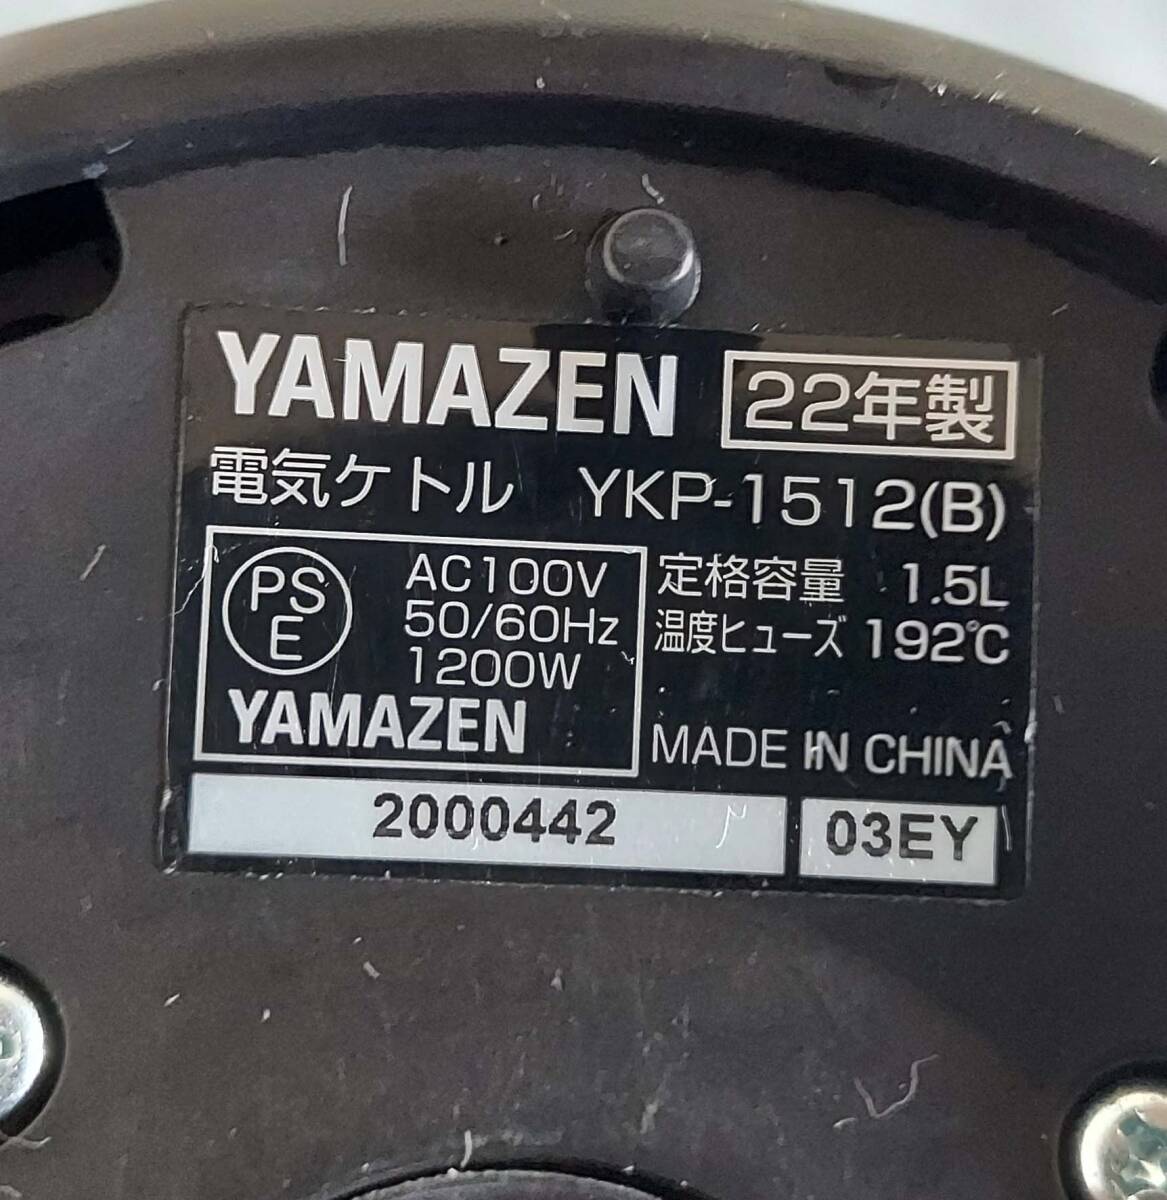 YAMAZEN 22年製
電気ケトル YKP-1512(B)
PS
E
AC100V
50/60Hz
1200W
YAMAZEN
定格容量 1.5L
温度ヒューズ 192℃
MADE IN CHINA
2000442 03EY